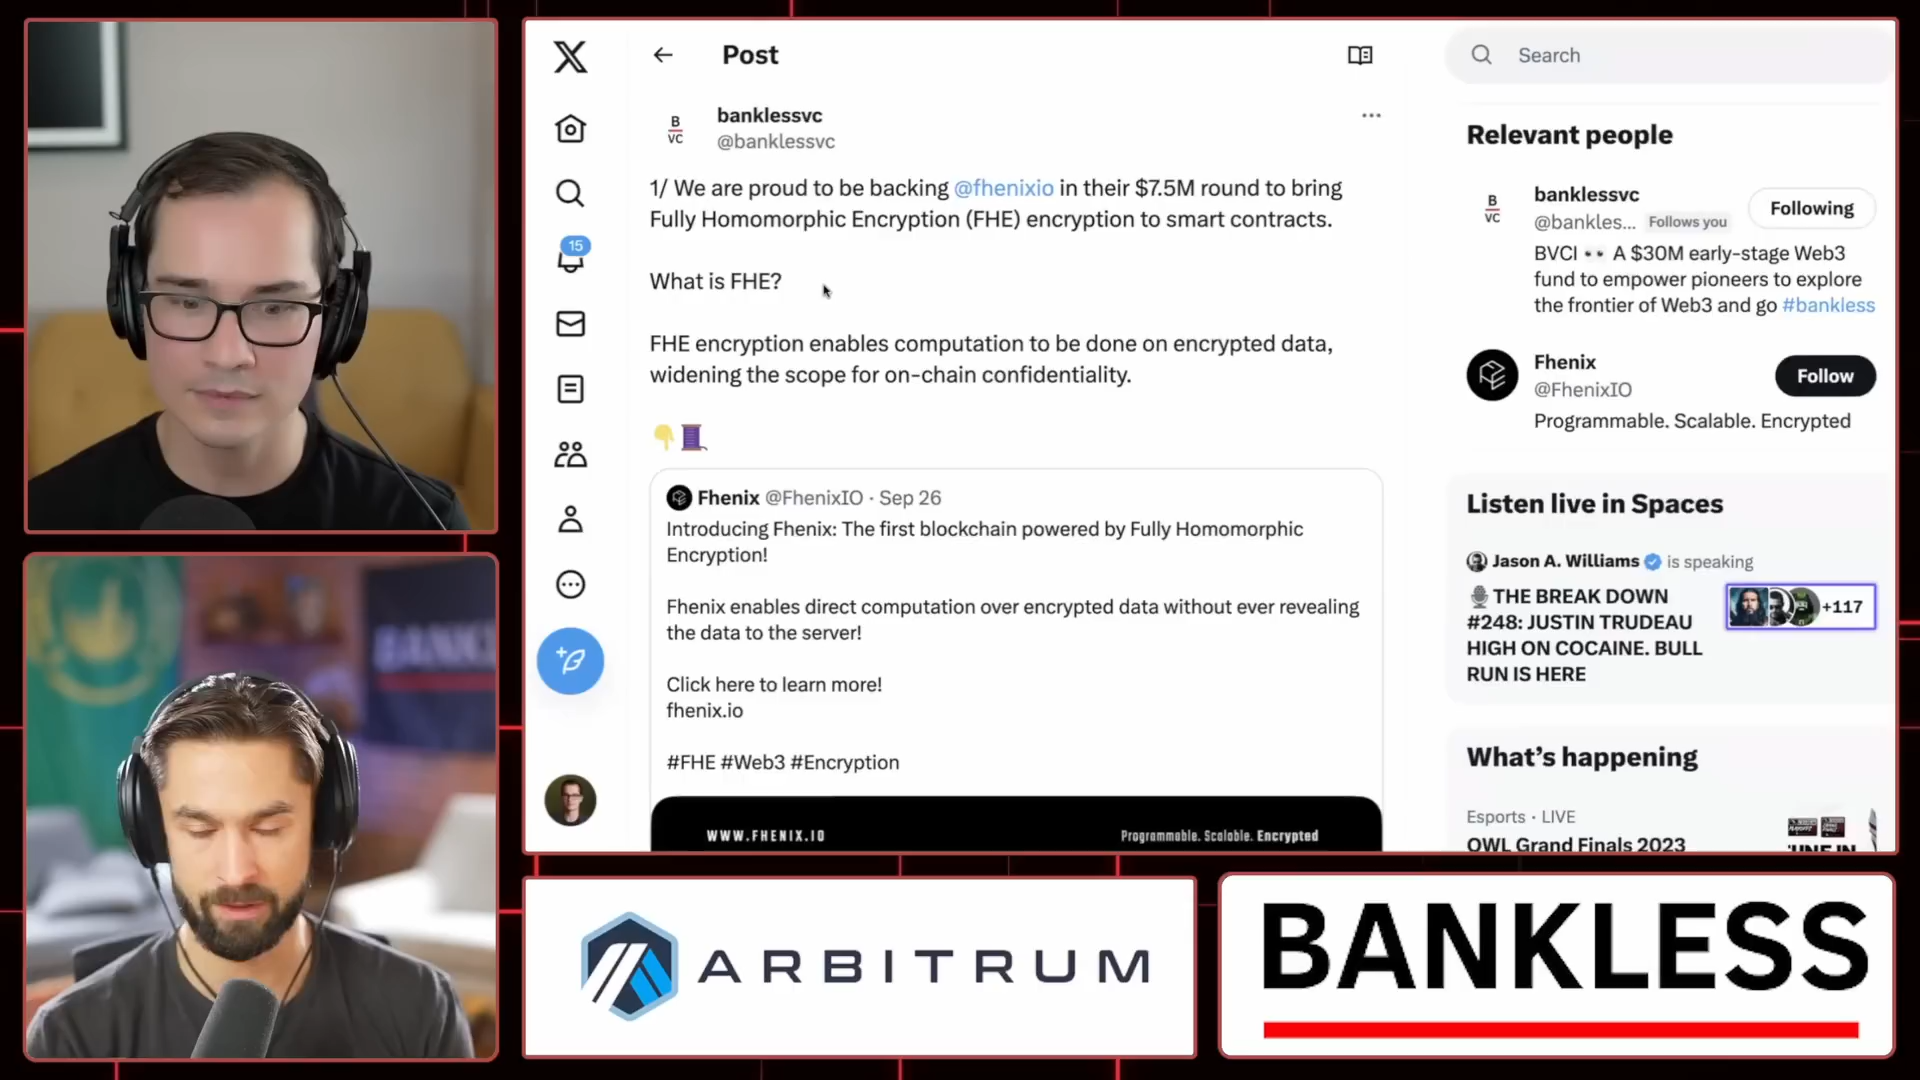 Post
Search
B
VC
banklessvc
@banklessvc
1/ We are proud to be backing @fhenixio in their $7.5M round to bring
Fully Homomorphic Encryption (FHE) encryption to smart contracts.
What is FHE?
FHE encryption enables computation to be done on encrypted data,
widening the scope for on-chain confidentiality.
15
Fhenix @FhenixIO · Sep 26
Introducing Fhenix: The first blockchain powered by Fully Homomorphic
Encryption!
Fhenix enables direct computation over encrypted data without ever revealing
the data to the server!
Click here to learn more!
fhenix.io
#FHE #Web3 #Encryption
WWW.FHENIX.IO
Programmable. Scalable. Encrypted
Relevant people
B
VC
banklessvc
@bankles... Follows you
Following
BVCI 👀 A $30M early-stage Web3
fund to empower pioneers to explore
the frontier of Web3 and go #bankless
Fhenix
@FhenixIO
Follow
Programmable. Scalable. Encrypted
Listen live in Spaces
Jason A. Williams is speaking
THE BREAK DOWN
#248: JUSTIN TRUDEAU
HIGH ON COCAINE. BULL
RUN IS HERE
+117
What's happening
Esports · LIVE
OWL Grand Finals 2023
BANKL
ARBITRUM
BANKLESS